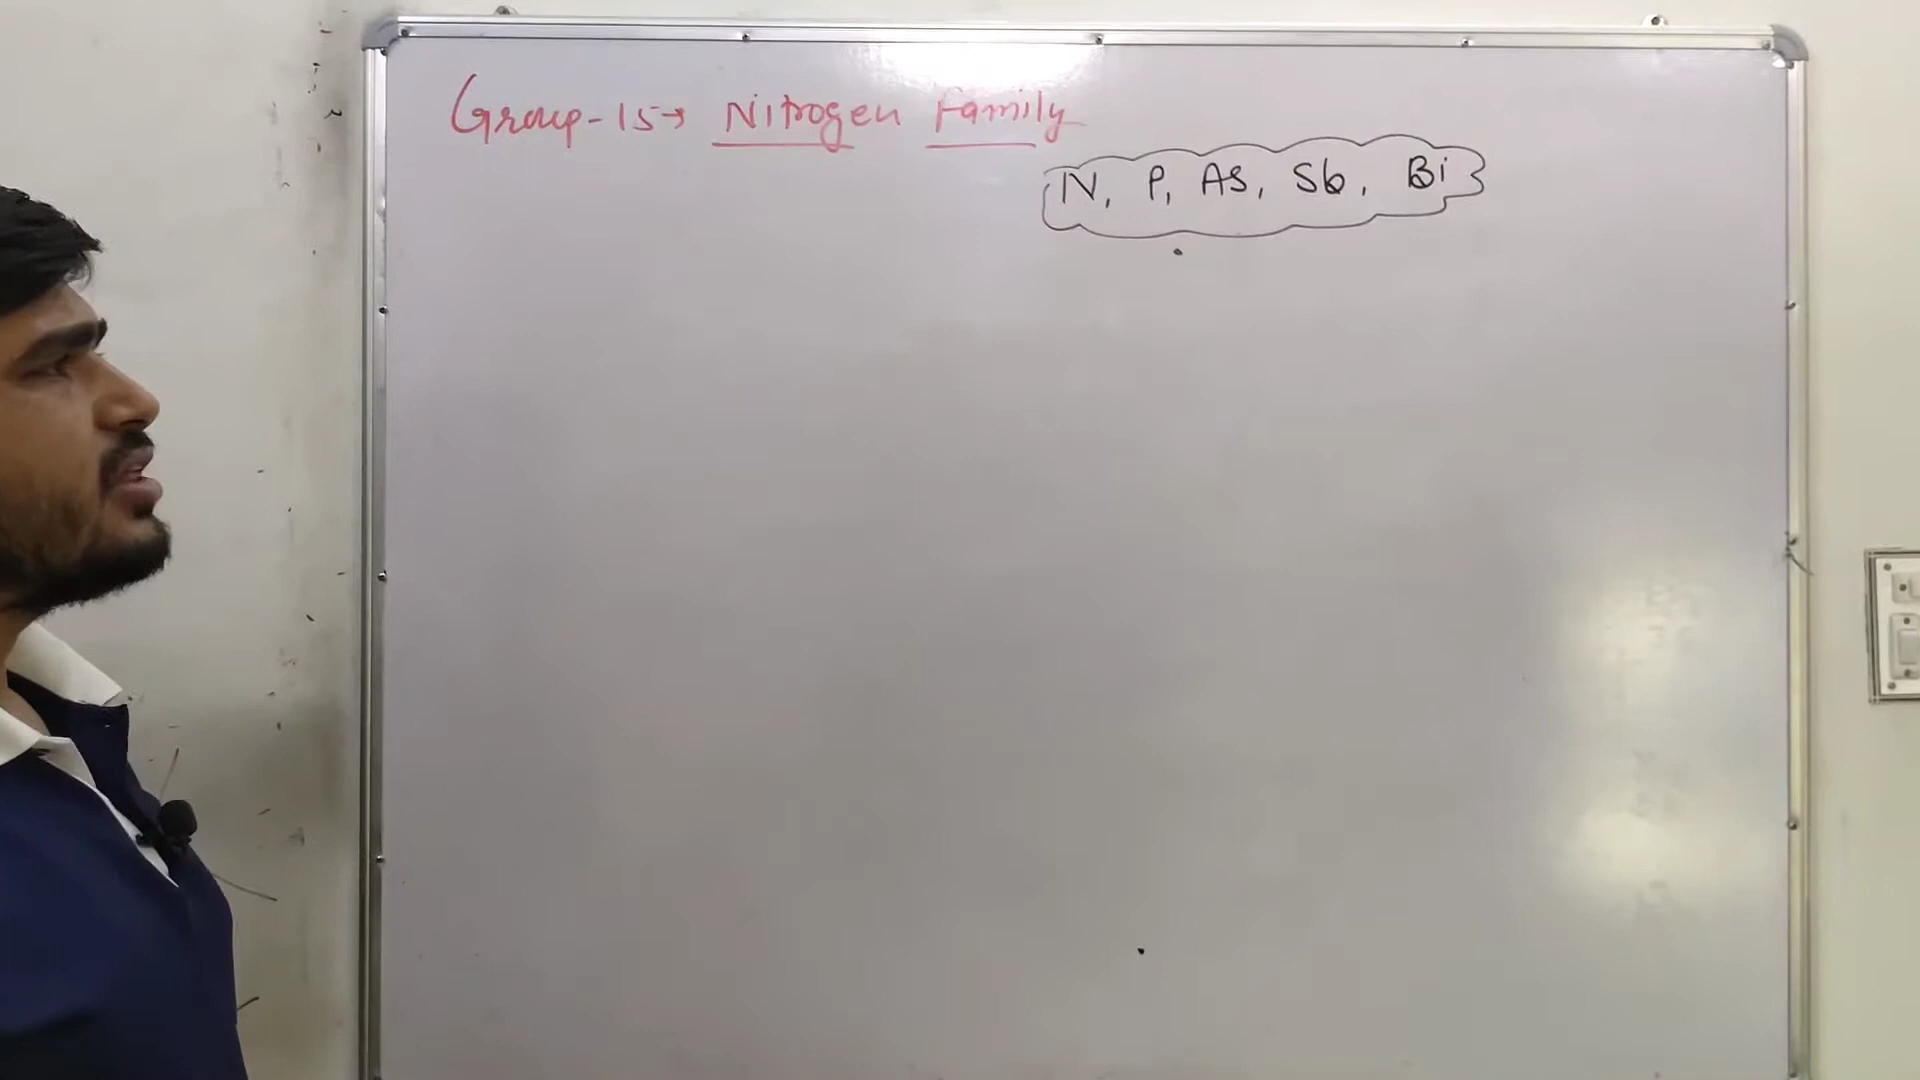 Group-15→ Nitrogen Family
N, P, As, Sb, Bi